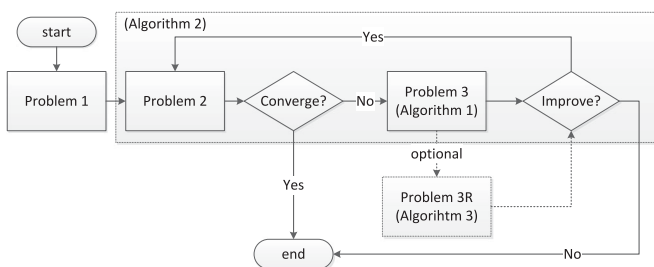 start
(Algorithm 2)
Yes
Problem 1
Problem 2
Converge?
No
Problem 3
(Algorithm 1)
Improve?
optional
Yes
Problem 3R
(Algorihtm 3)
end
No